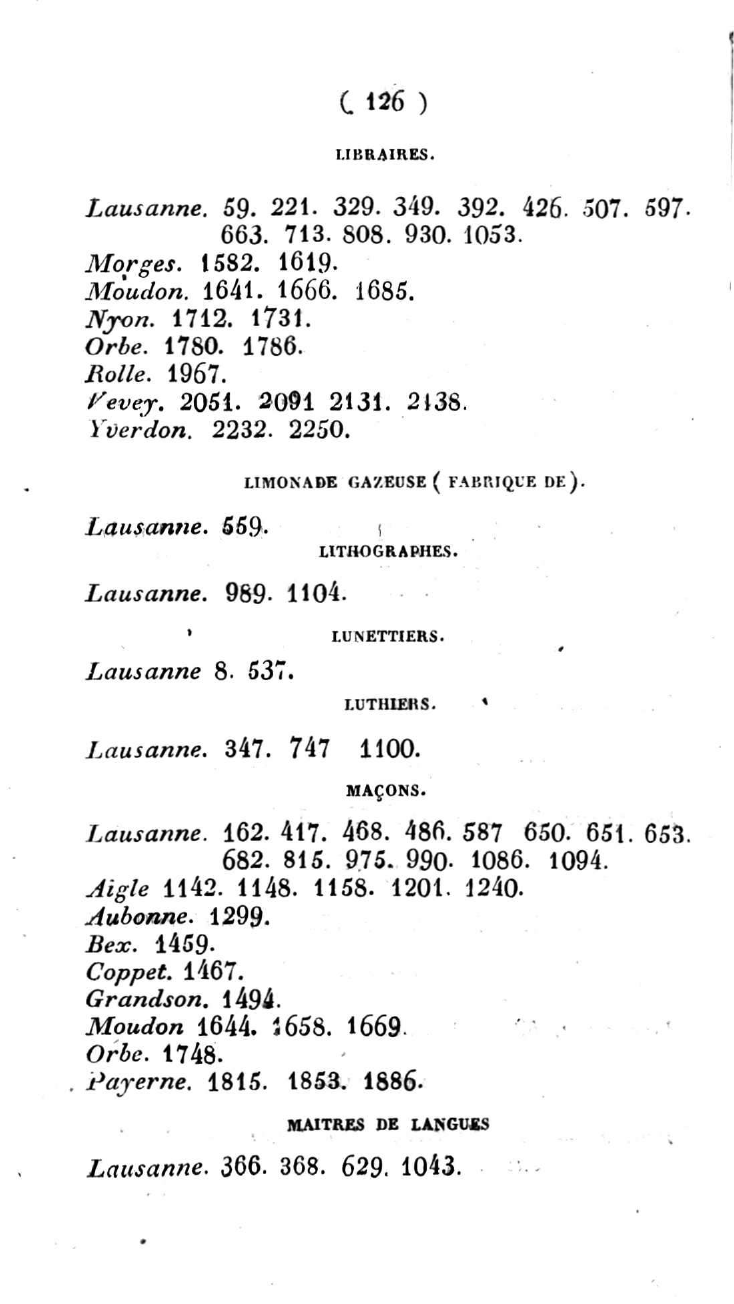 ( 126 )
LIBRAIRES.
Lausanne. 59. 221. 329. 349. 392. 426. 507. 597.
663. 713. 808. 930. 1053.
Morges. 1582. 1619.
Moudon. 1641. 1666. 1685.
Nyon. 1712. 1731.
Orbe. 1780. 1786.
Rolle. 1967.
Vevey. 2051. 2091 2131. 2138.
Yverdon. 2232. 2250.
LIMONADE GAZEUSE ( FABRIQUE DE ).
Lausanne. 559.
LITHOGRAPHES.
Lausanne. 989. 1104.
LUNETTIERS.
Lausanne 8. 537.
LUTHIERS.
Lausanne. 347. 747 1100.
MAÇONS.
Lausanne. 162. 417. 468. 486. 587 650. 651. 653.
682. 815. 975. 990. 1086. 1094.
Aigle 1142. 1148. 1158. 1201. 1240.
Aubonne. 1299.
Bex. 1459.
Coppet. 1467.
Grandson. 1494.
Moudon 1644. 1658. 1669.
Orbe. 1748.
Payerne. 1815. 1853. 1886.
MAITRES DE LANGUES
Lausanne. 366. 368. 629. 1043.